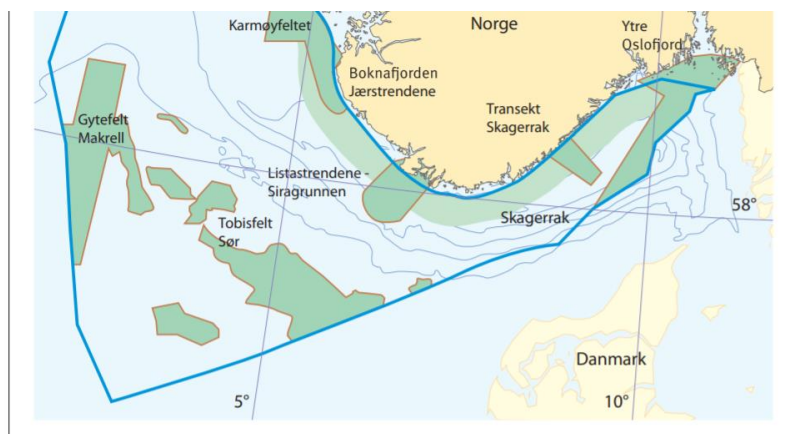 Karmøyfeltet
Norge
Ytre
Oslofjord
Boknafjorden
Jærstrendene
Transekt
Skagerrak
Gytefelt
Makrell
Listastrendene -
Siragrunnen
58°
Skagerrak
Tobisfelt
Sør
Danmark
5°
10°